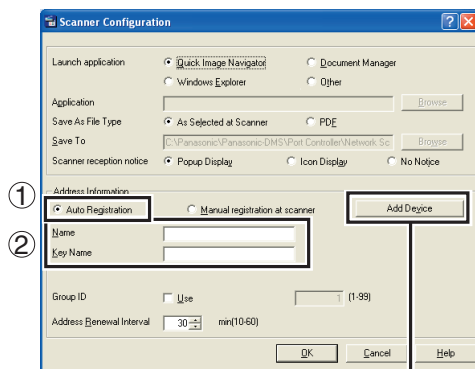 Scanner Configuration
Launch application Quick Image Navigator Document Manager
Windows Explorer Other
Application Browse
Save As File Type As Selected at Scanner PDF
Save To C:\Panasonic\Panasonic-DMS\Port Controller\Network Sc Browse
Scanner reception notice Popup Display Icon Display No Notice
Address Information
① Auto Registration Manual registration at scanner Add Device
② Name
Key Name
Group ID Use 1 (1-99)
Address Renewal Interval 30 min(10-60)
OK Cancel Help